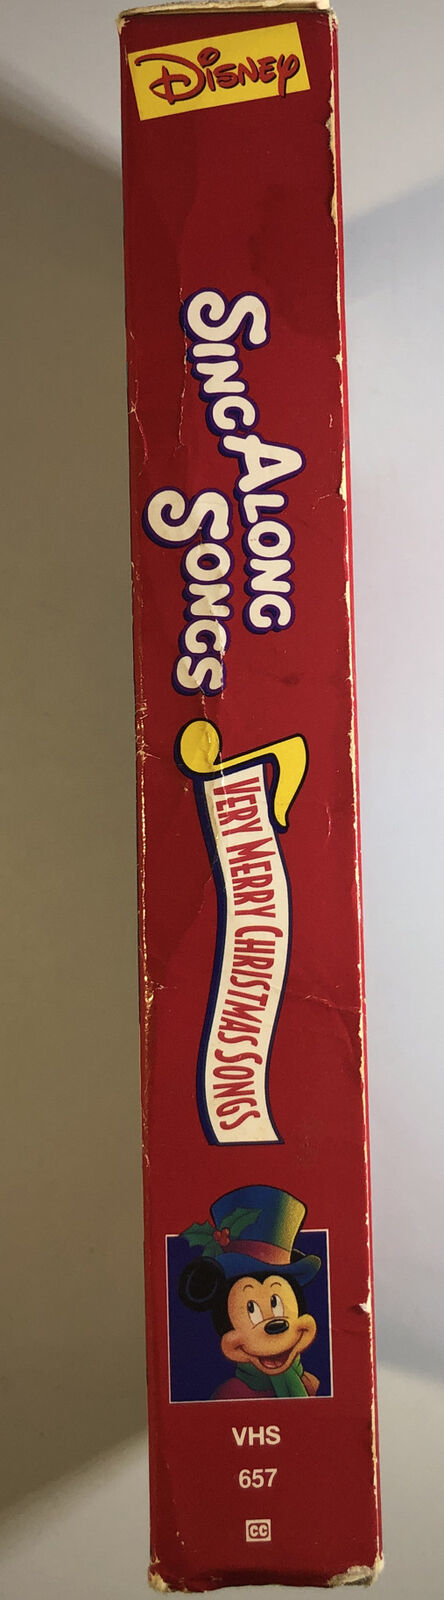 DISNEY
SING ALONG
SONGS
VERY MERRY CHRISTMAS SONGS
VHS
657
CC